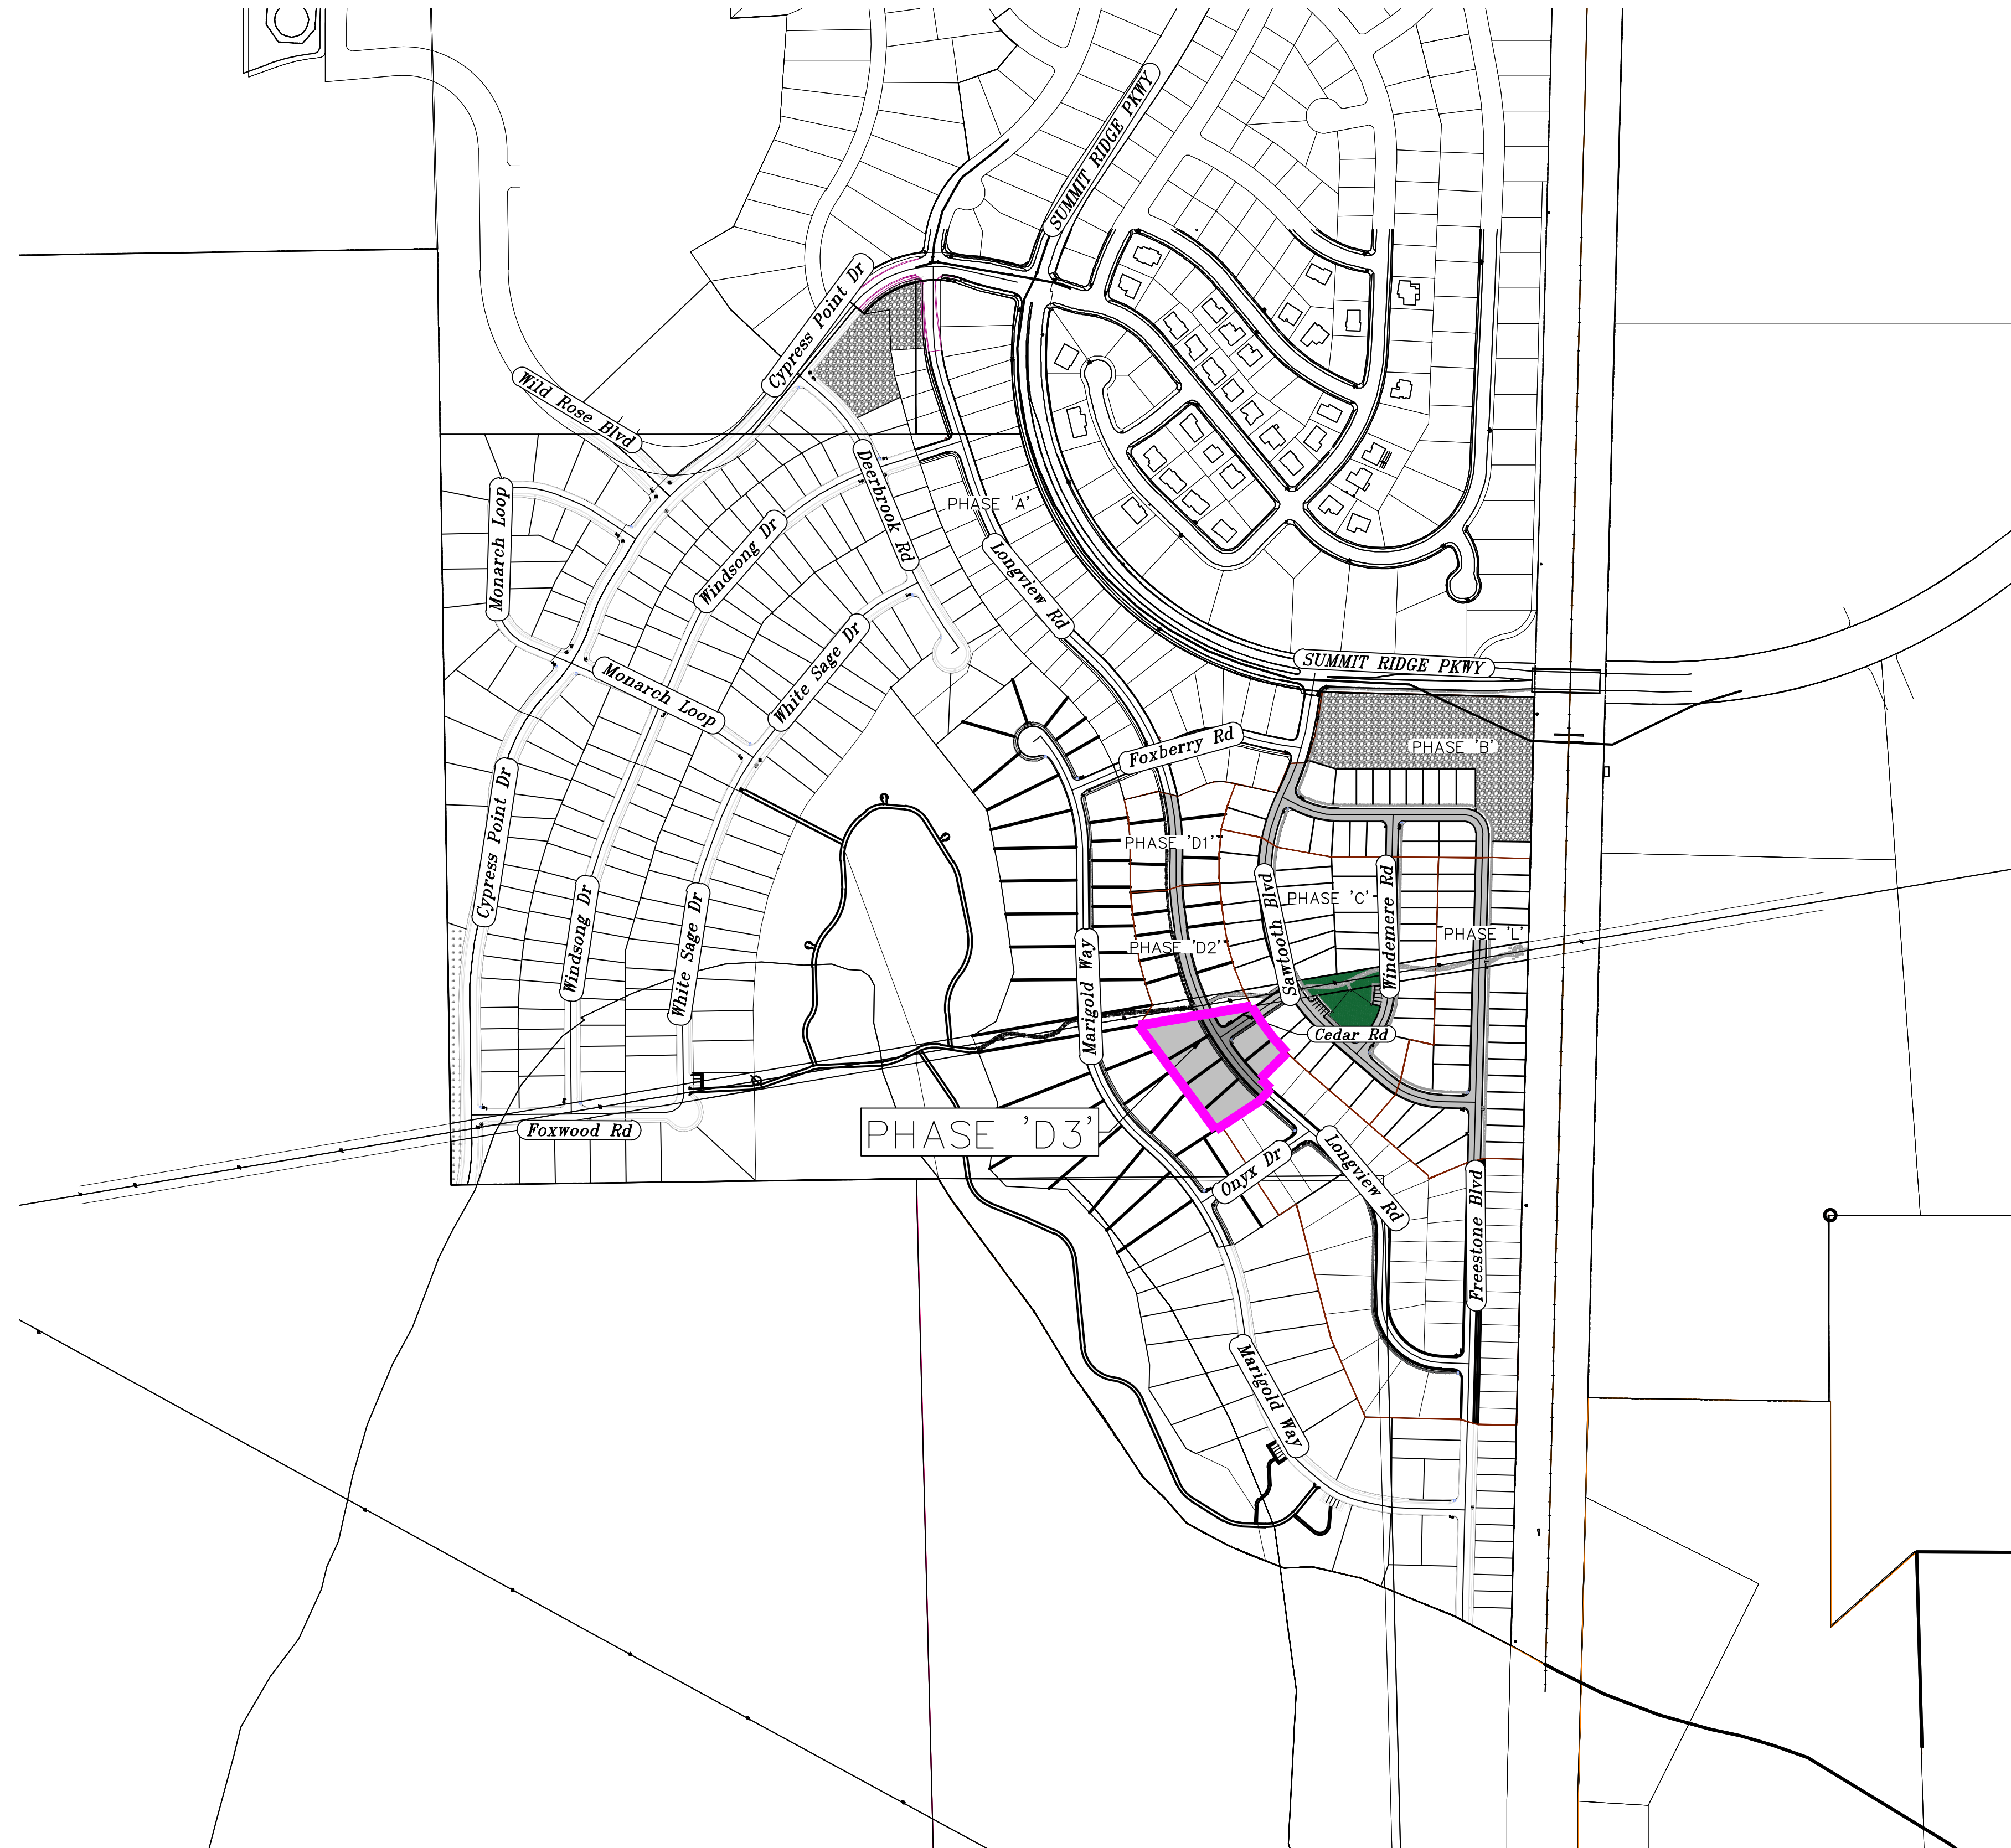 SUMMIT RIDGE PKWY
Cypress Point Dr
Wild Rose Blvd
Deerbrook Rd
Monarch Loop
PHASE 'A'
Windsong Dr
Longview Rd
White Sage Dr
Monarch Loop
SUMMIT RIDGE PKWY
Foxberry Rd
PHASE 'B'
Cypress Point Dr
PHASE 'D1'
Windsong Dr
White Sage Dr
Sawtooth Blvd
PHASE 'C'
Windemere Rd
PHASE 'L'
Marigold Way
PHASE 'D2'
Cedar Rd
Foxwood Rd
PHASE 'D3'
Onyx Dr
Longview Rd
Freestone Blvd
Marigold Way